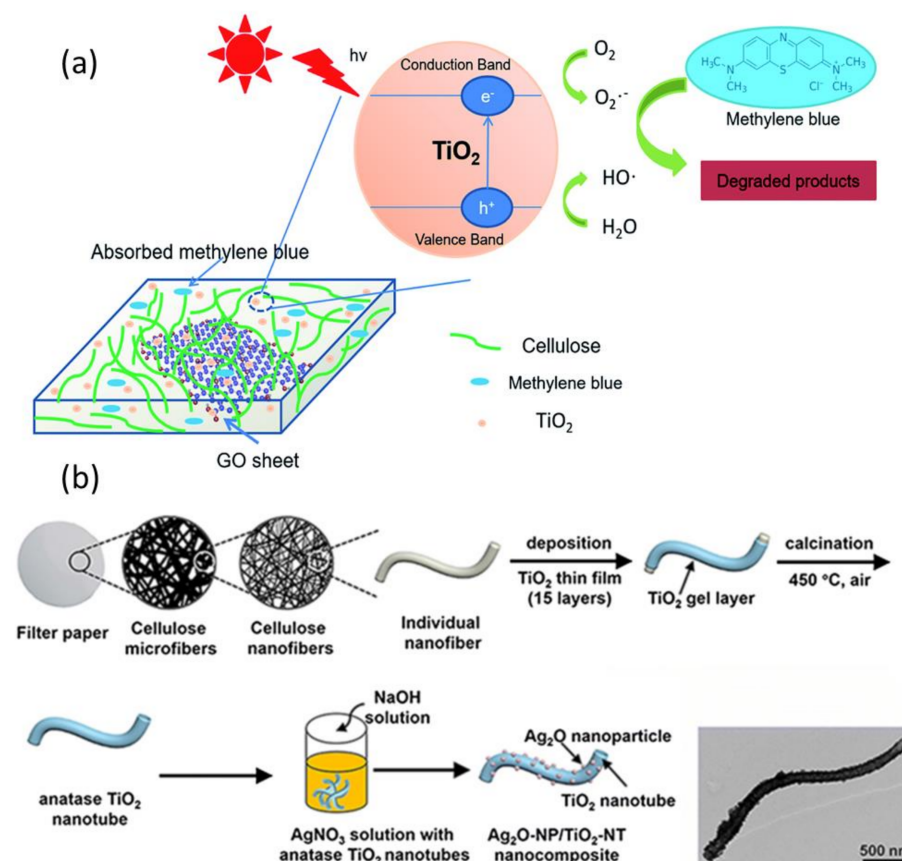 (a)
hv
Conduction Band
e⁻
TiO₂
h⁺
Valence Band
O₂
O₂·⁻
HO·
H₂O
N
H₃C
N
S
N
CH₃
CH₃
Cl⁻
CH₃
Methylene blue
Degraded products
Absorbed methylene blue
GO sheet
Cellulose
Methylene blue
TiO₂
(b)
Filter paper
Cellulose
microfibers
Cellulose
nanofibers
Individual
nanofiber
deposition
TiO₂ thin film
(15 layers)
TiO₂ gel layer
calcination
450 °C, air
anatase TiO₂
nanotube
NaOH
solution
AgNO₃ solution with
anatase TiO₂ nanotubes
Ag₂O nanoparticle
TiO₂ nanotube
Ag₂O-NP/TiO₂-NT
nanocomposite
500 nm